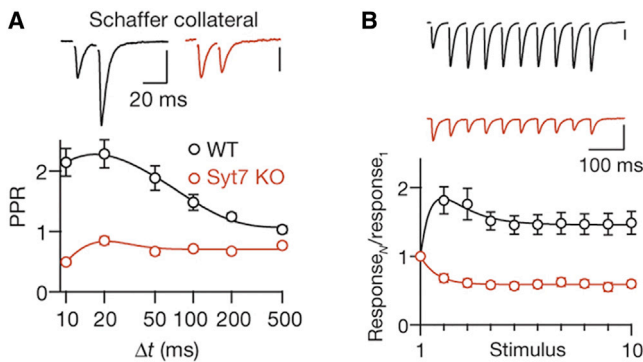 A
Schaffer collateral
20 ms
WT
Syt7 KO
PPR
2
1
0
10 20 50 100 200 500
Δt (ms)
B
100 ms
Response_N/response_1
2
1
0
1 10
Stimulus